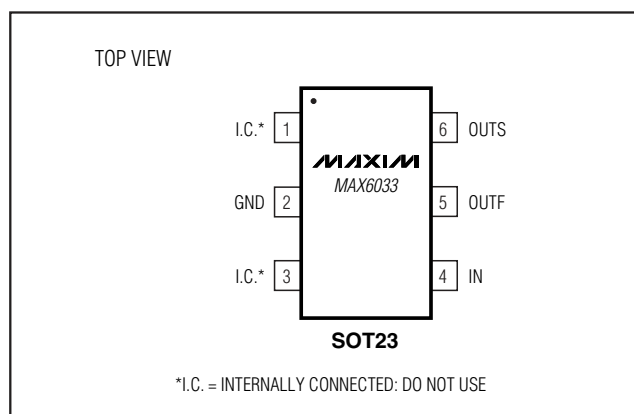 TOP VIEW
I.C.* 1
6 OUTS
MAXIM
MAX6033
GND 2
5 OUTF
I.C.* 3
4 IN
SOT23
*I.C. = INTERNALLY CONNECTED: DO NOT USE